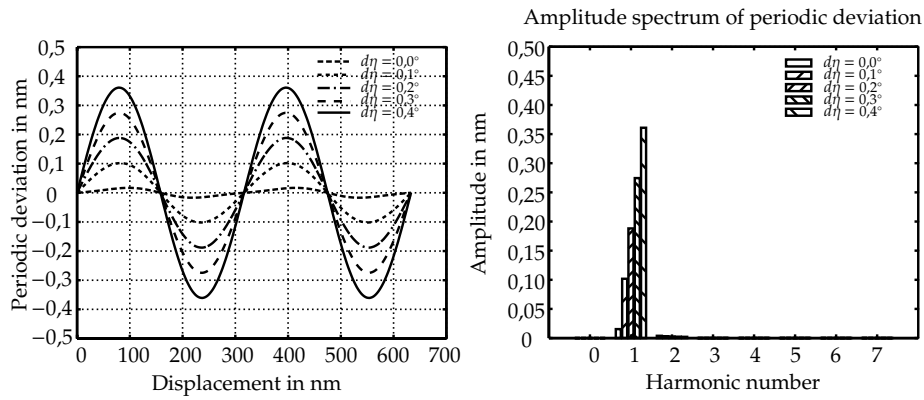 0,5
0,4
0,3
0,2
0,1
0
−0,1
−0,2
−0,3
−0,4
−0,5
0 100 200 300 400 500 600 700
Periodic deviation in nm
Displacement in nm
dη = 0,0°
dη = 0,1°
dη = 0,2°
dη = 0,3°
dη = 0,4°
Amplitude spectrum of periodic deviation
0,50
0,45
0,40
0,35
0,30
0,25
0,20
0,15
0,10
0,05
0
0 1 2 3 4 5 6 7
Amplitude in nm
Harmonic number
dη = 0,0°
dη = 0,1°
dη = 0,2°
dη = 0,3°
dη = 0,4°